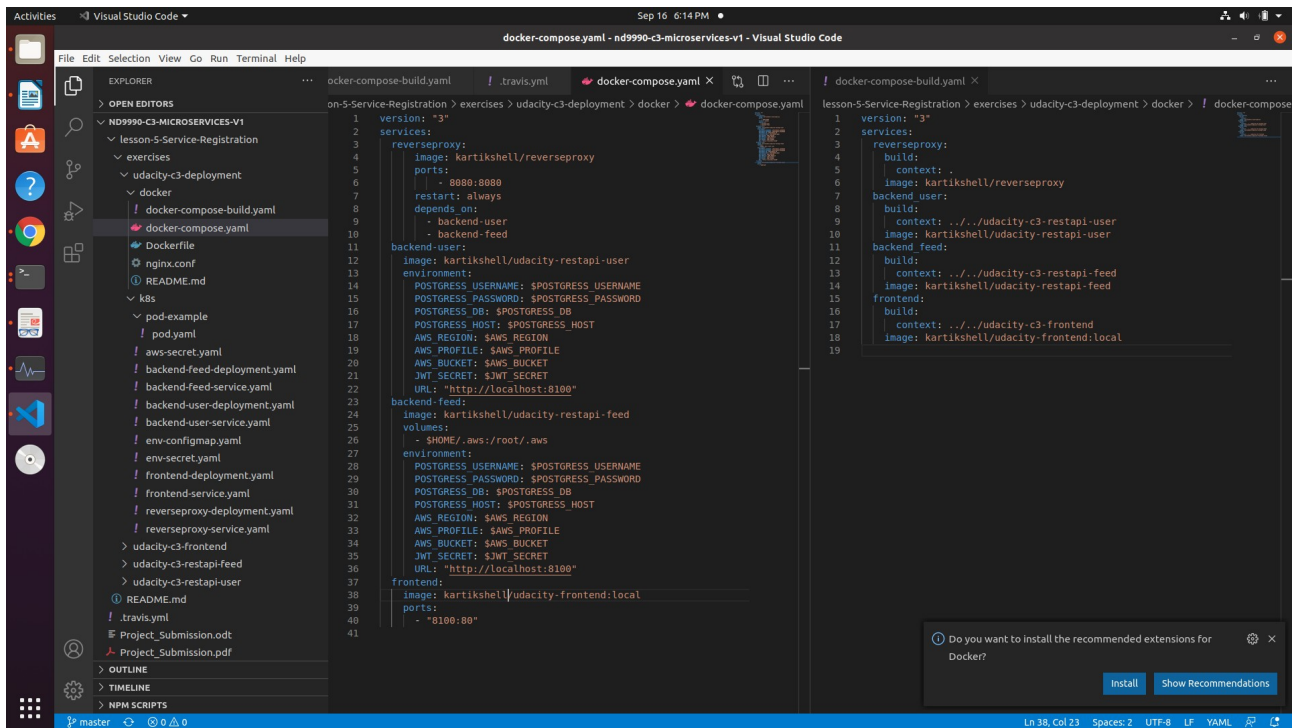 Activities
Visual Studio Code
Sep 16 6:14 PM
docker-compose.yaml - nd9990-c3-microservices-v1 - Visual Studio Code
File Edit Selection View Go Run Terminal Help
EXPLORER
OPEN EDITORS
ND9990-C3-MICROSERVICES-V1
lesson-5-Service-Registration
exercises
udacity-c3-deployment
docker
! docker-compose-build.yaml
docker-compose.yaml
Dockerfile
nginx.conf
README.md
k8s
pod-example
! pod.yaml
! aws-secret.yaml
! backend-feed-deployment.yaml
! backend-feed-service.yaml
! backend-user-deployment.yaml
! backend-user-service.yaml
! env-configmap.yaml
! env-secret.yaml
! frontend-deployment.yaml
! frontend-service.yaml
! reverseproxy-deployment.yaml
! reverseproxy-service.yaml
udacity-c3-frontend
udacity-c3-restapi-feed
udacity-c3-restapi-user
README.md
! .travis.yml
Project_Submission.odt
Project_Submission.pdf
OUTLINE
TIMELINE
NPM SCRIPTS
ocker-compose-build.yaml ! .travis.yml docker-compose.yaml
on-5-Service-Registration > exercises > udacity-c3-deployment > docker > docker-compose.yaml
1 version: "3"
2 services:
3 reverseproxy:
4 image: kartikshell/reverseproxy
5 ports:
6 - 8080:8080
7 restart: always
8 depends_on:
9 - backend-user
10 - backend-feed
11 backend-user:
12 image: kartikshell/udacity-restapi-user
13 environment:
14 POSTGRESS_USERNAME: $POSTGRESS_USERNAME
15 POSTGRESS_PASSWORD: $POSTGRESS_PASSWORD
16 POSTGRESS_DB: $POSTGRESS_DB
17 POSTGRESS_HOST: $POSTGRESS_HOST
18 AWS_REGION: $AWS_REGION
19 AWS_PROFILE: $AWS_PROFILE
20 AWS_BUCKET: $AWS_BUCKET
21 JWT_SECRET: $JWT_SECRET
22 URL: "http://localhost:8100"
23 backend-feed:
24 image: kartikshell/udacity-restapi-feed
25 volumes:
26 - $HOME/.aws:/root/.aws
27 environment:
28 POSTGRESS_USERNAME: $POSTGRESS_USERNAME
29 POSTGRESS_PASSWORD: $POSTGRESS_PASSWORD
30 POSTGRESS_DB: $POSTGRESS_DB
31 POSTGRESS_HOST: $POSTGRESS_HOST
32 AWS_REGION: $AWS_REGION
33 AWS_PROFILE: $AWS_PROFILE
34 AWS_BUCKET: $AWS_BUCKET
35 JWT_SECRET: $JWT_SECRET
36 URL: "http://localhost:8100"
37 frontend:
38 image: kartikshell/udacity-frontend:local
39 ports:
40 - "8100:80"
41
! docker-compose-build.yaml
lesson-5-Service-Registration > exercises > udacity-c3-deployment > docker > ! docker-compose
1 version: "3"
2 services:
3 reverseproxy:
4 build:
5 context: .
6 image: kartikshell/reverseproxy
7 backend_user:
8 build:
9 context: ../../udacity-c3-restapi-user
10 image: kartikshell/udacity-restapi-user
11 backend_feed:
12 build:
13 context: ../../udacity-c3-restapi-feed
14 image: kartikshell/udacity-restapi-feed
15 frontend:
16 build:
17 context: ../../udacity-c3-frontend
18 image: kartikshell/udacity-frontend:local
19
Do you want to install the recommended extensions for
Docker?
Install
Show Recommendations
master 0 0
Ln 38, Col 23 Spaces: 2 UTF-8 LF YAML